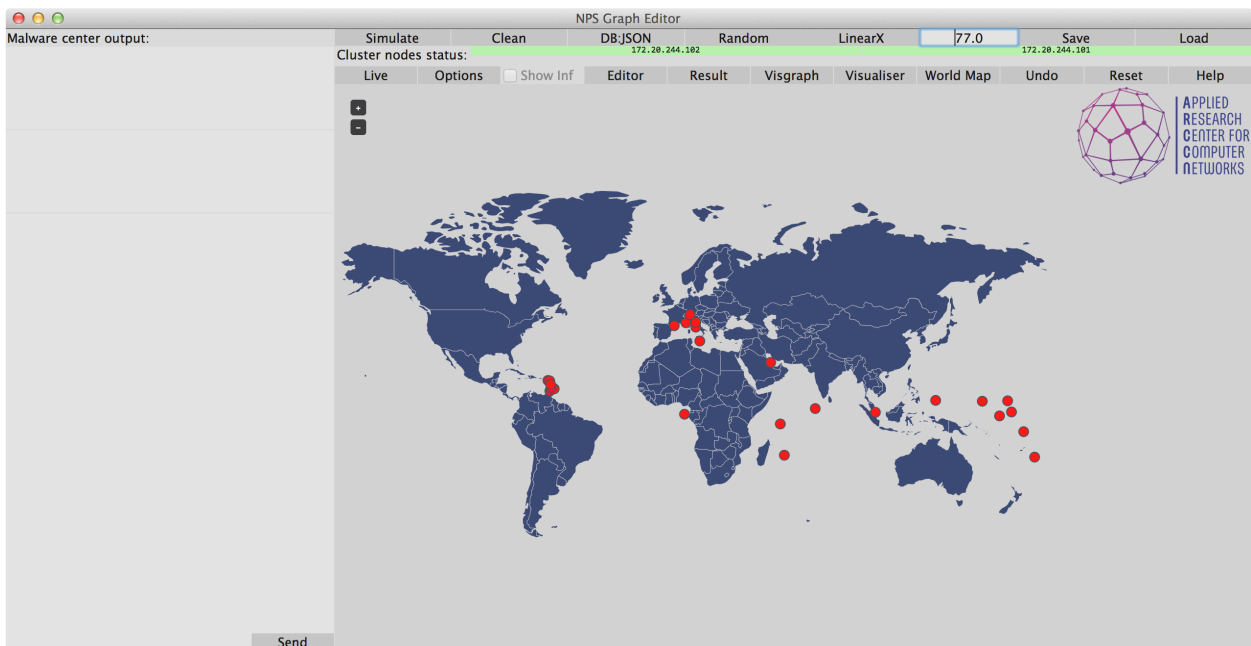 NPS Graph Editor
Malware center output:
Simulate Clean DB:JSON Random LinearX 77.0 Save Load
Cluster nodes status: 172.20.244.102 172.20.244.101
Live Options Show Inf Editor Result Visgraph Visualiser World Map Undo Reset Help
+
-
APPLIED
RESEARCH
CENTER FOR
COMPUTER
NETWORKS
Send